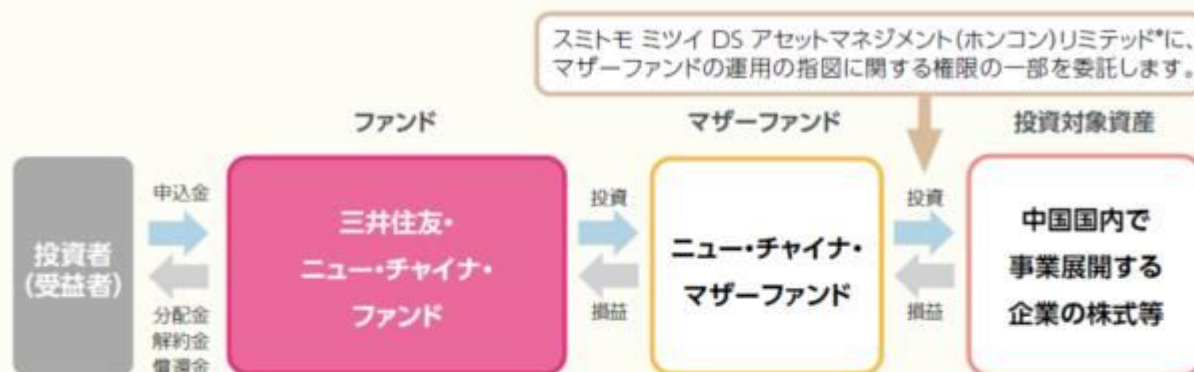 スミトモ ミツイ DS アセットマネジメント(ホンコン)リミテッド*に、
マザーファンドの運用の指図に関する権限の一部を委託します。
ファンド
マザーファンド
投資対象資産
投資者
(受益者)
申込金
分配金
解約金
償還金
三井住友・
ニュー・チャイナ・
ファンド
投資
損益
ニュー・チャイナ・
マザーファンド
投資
損益
中国国内で
事業展開する
企業の株式等